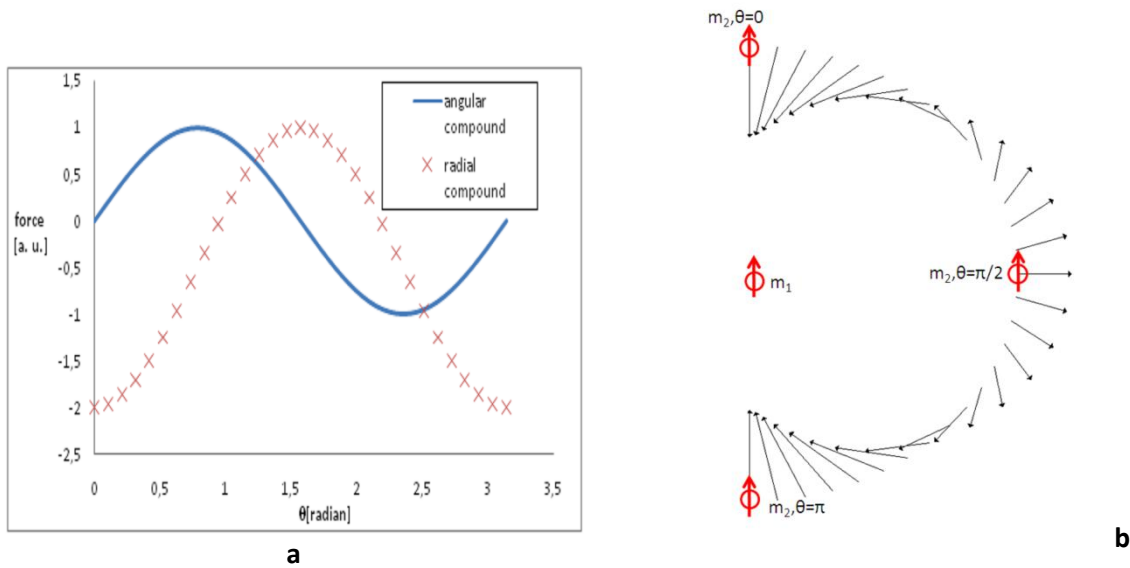 1,5
1
0,5
0
-0,5
-1
-1,5
-2
-2,5
force
[a. u.]
angular
compound
radial
compound
0 0,5 1 1,5 2 2,5 3 3,5
θ[radian]
a
m2,θ=0
m2,θ=π/2
m1
m2,θ=π
b